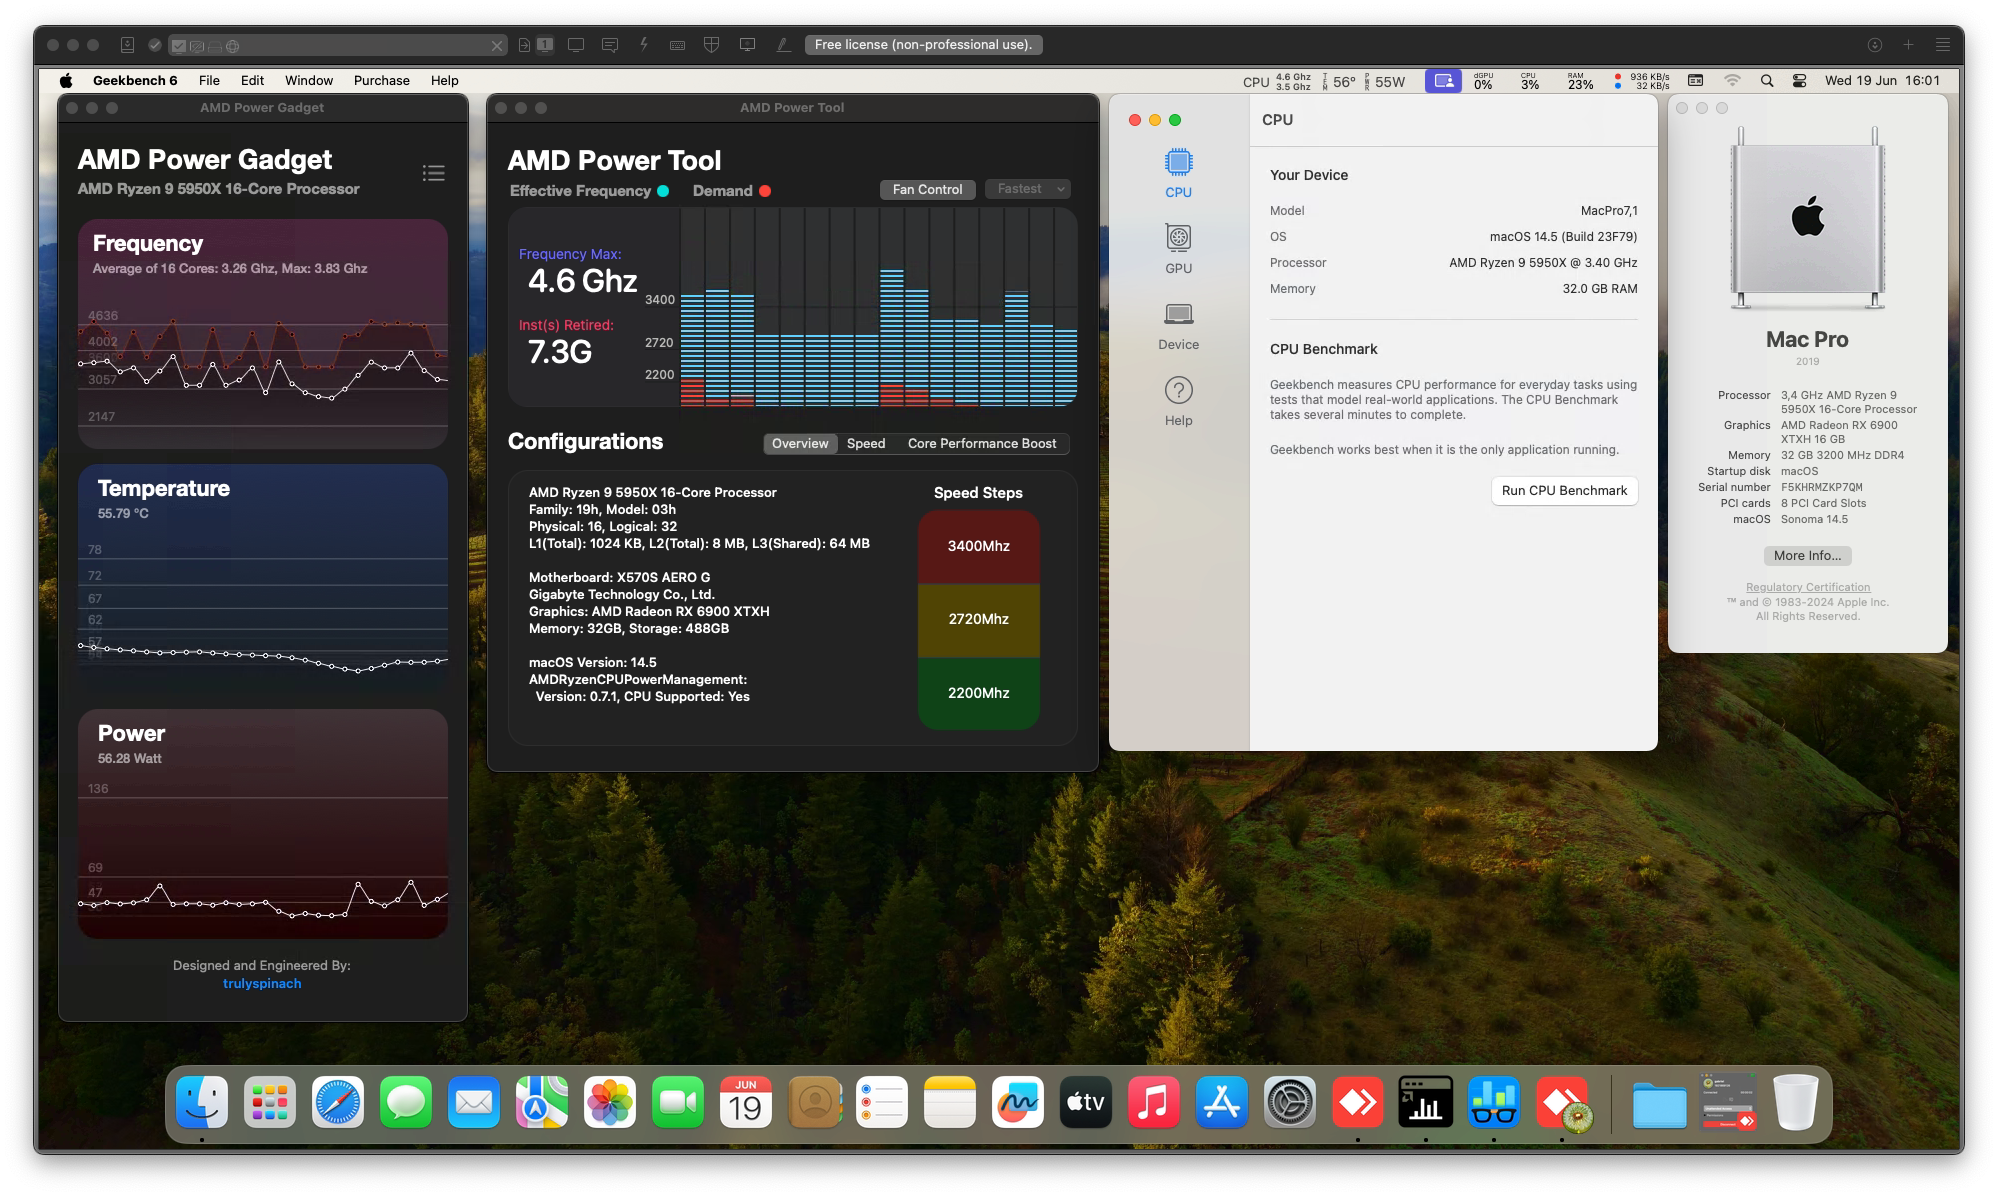 Free license (non-professional use).
1
Geekbench 6 File Edit Window Purchase Help
CPU 4.6 Ghz 3.5 Ghz TEM 56° PWR 55W dGPU 0% CPU 3% RAM 23% 936 KB/s 32 KB/s Wed 19 Jun 16:01
AMD Power Gadget
AMD Power Gadget
AMD Ryzen 9 5950X 16-Core Processor
Frequency
Average of 16 Cores: 3.26 Ghz, Max: 3.83 Ghz
4636
4002
3057
2147
Temperature
55.79 °C
78
72
67
62
57
Power
56.28 Watt
136
69
47
Designed and Engineered By:
trulyspinach
AMD Power Tool
AMD Power Tool
Effective Frequency Demand Fan Control Fastest
Frequency Max:
4.6 Ghz
Inst(s) Retired:
7.3G
3400
2720
2200
Configurations
Overview Speed Core Performance Boost
AMD Ryzen 9 5950X 16-Core Processor
Family: 19h, Model: 03h
Physical: 16, Logical: 32
L1(Total): 1024 KB, L2(Total): 8 MB, L3(Shared): 64 MB
Motherboard: X570S AERO G
Gigabyte Technology Co., Ltd.
Graphics: AMD Radeon RX 6900 XTXH
Memory: 32GB, Storage: 488GB
macOS Version: 14.5
AMDRyzenCPUPowerManagement:
Version: 0.7.1, CPU Supported: Yes
Speed Steps
3400Mhz
2720Mhz
2200Mhz
CPU
GPU
Device
Help
CPU
Your Device
Model MacPro7,1
OS macOS 14.5 (Build 23F79)
Processor AMD Ryzen 9 5950X @ 3.40 GHz
Memory 32.0 GB RAM
CPU Benchmark
Geekbench measures CPU performance for everyday tasks using
tests that model real-world applications. The CPU Benchmark
takes several minutes to complete.
Geekbench works best when it is the only application running.
Run CPU Benchmark
Mac Pro
2019
Processor 3,4 GHz AMD Ryzen 9
5950X 16-Core Processor
Graphics AMD Radeon RX 6900
XTXH 16 GB
Memory 32 GB 3200 MHz DDR4
Startup disk macOS
Serial number F5KHRMZKP7QM
PCI cards 8 PCI Card Slots
macOS Sonoma 14.5
More Info...
Regulatory Certification
™ and © 1983-2024 Apple Inc.
All Rights Reserved.
JUN
19
tv